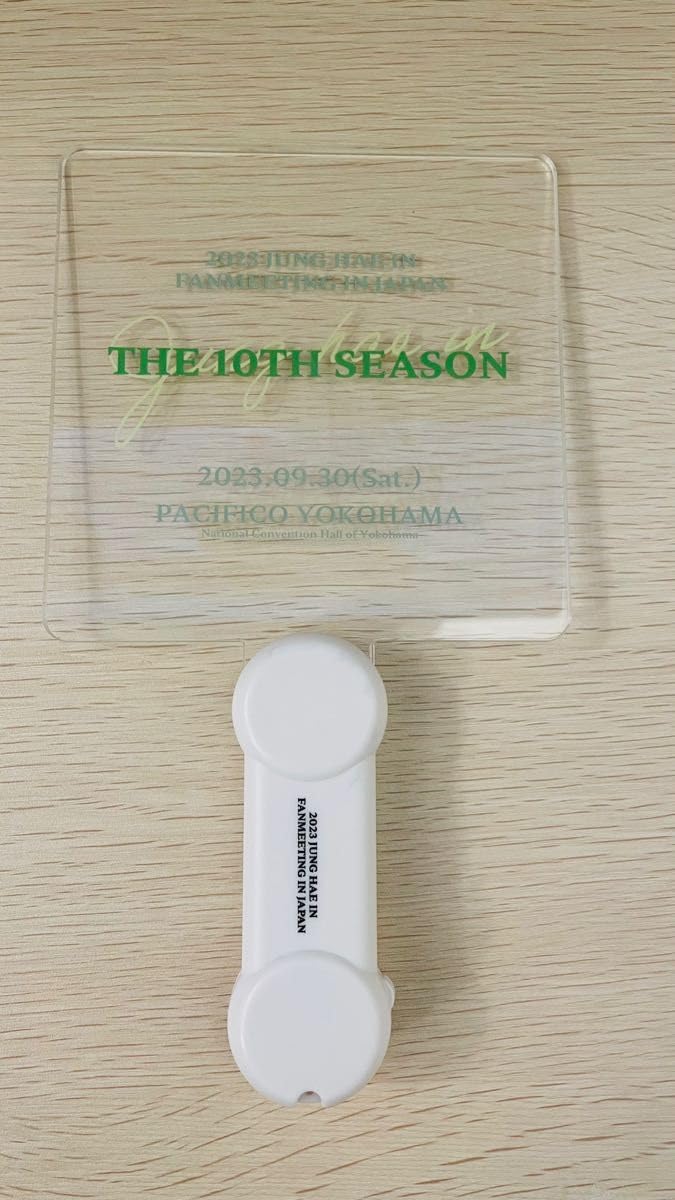 2023 JUNG HAE IN
FANMEETING IN JAPAN
Jung hae in
THE 10TH SEASON
2023.09.30(Sat.)
PACIFICO YOKOHAMA
National Convention Hall of Yokohama
2023 JUNG HAE IN
FANMEETING IN JAPAN